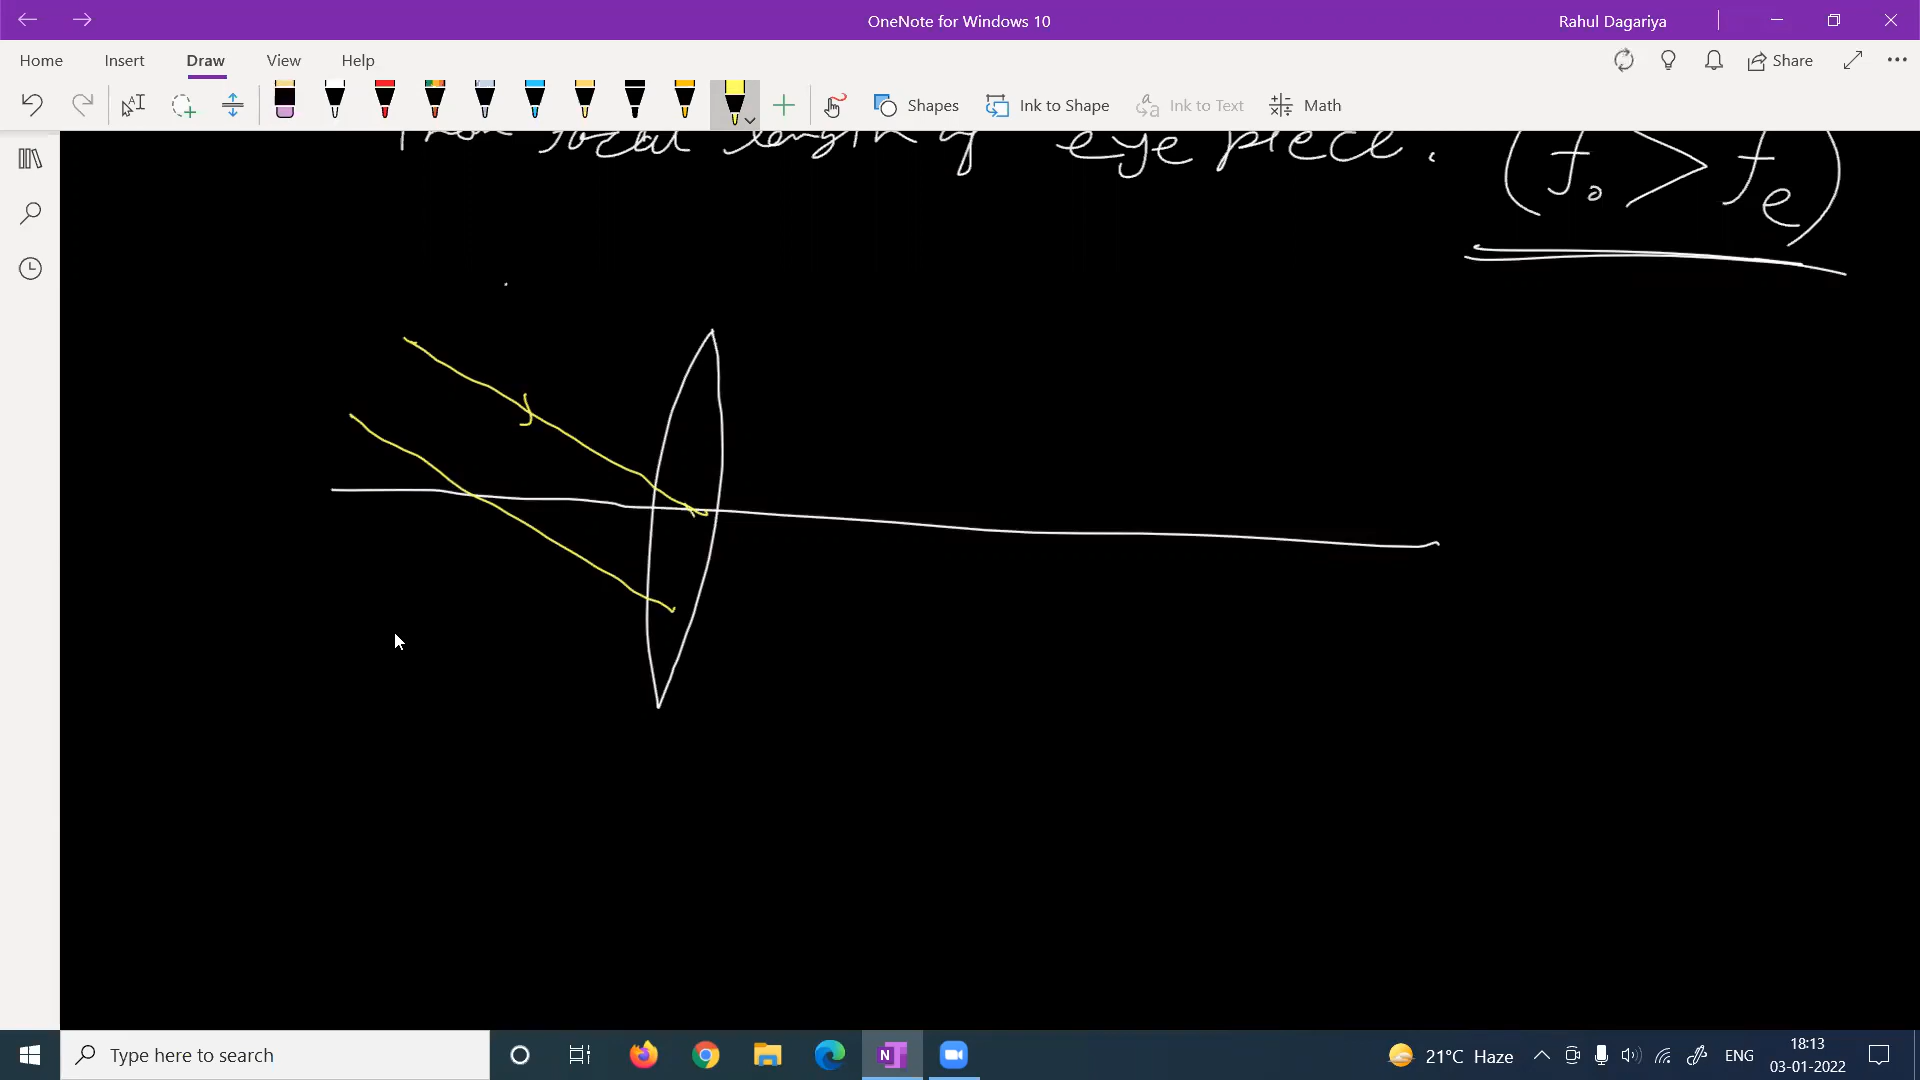 OneNote for Windows 10
Rahul Dagariya
Home Insert Draw View Help
Share
Shapes Ink to Shape Ink to Text Math
focal length of eye piece. (f₀ > fe)
Type here to search
21°C Haze
ENG
18:13
03-01-2022